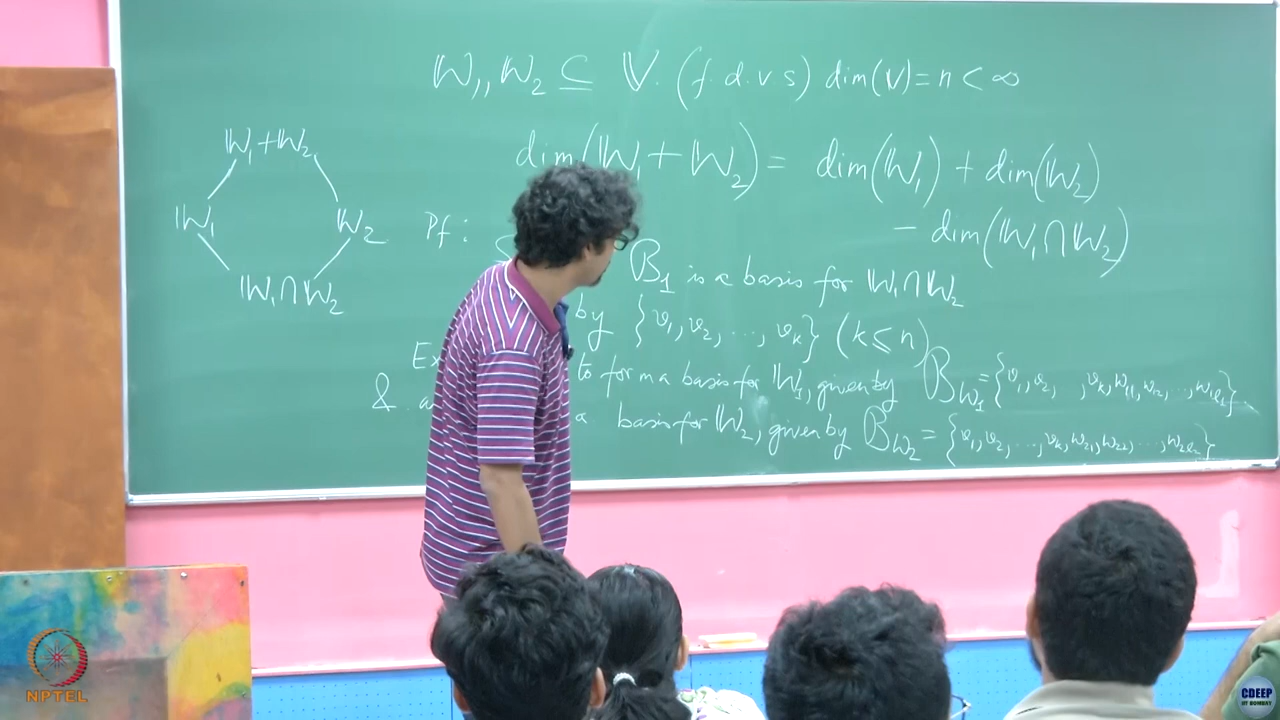 W₁, W₂ ⊆ V. (f.d.v.s) dim(V) = n < ∞
dim(W₁ + W₂) = dim(W₁) + dim(W₂)
− dim(W₁ ∩ W₂)
W₁ + W₂
W₁ W₂
W₁ ∩ W₂
Pf: B₁ is a basis for W₁ ∩ W₂
by {v₁, v₂, ..., vₖ} (k ≤ n)
to form a basis for W₁, given by B_W₁ = {v₁, v₂, , vₖ, w₁₁, w₁₂, ..., w₁ₗ₁}.
& a basis for W₂, given by B_W₂ = {v₁, v₂, ..., vₖ, w₂₁, w₂₂, ..., w₂ₗ₂}
NPTEL
CDEEP
IIT BOMBAY